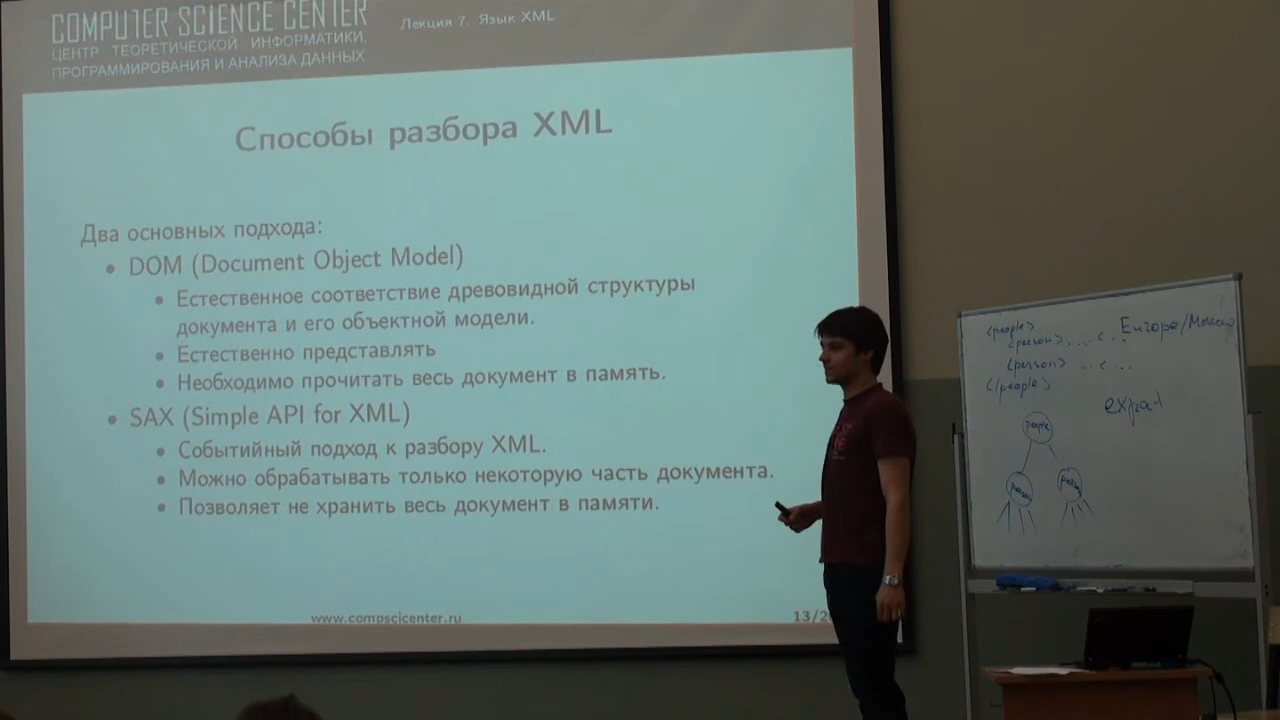 COMPUTER SCIENCE CENTER
ЦЕНТР ТЕОРЕТИЧЕСКОЙ ИНФОРМАТИКИ,
ПРОГРАММИРОВАНИЯ И АНАЛИЗА ДАННЫХ
Лекция 7. Язык XML
Способы разбора XML
Два основных подхода:
• DOM (Document Object Model)
• Естественное соответствие древовидной структуры
документа и его объектной модели.
• Естественно представлять
• Необходимо прочитать весь документ в память.
• SAX (Simple API for XML)
• Событийный подход к разбору XML.
• Можно обрабатывать только некоторую часть документа.
• Позволяет не хранить весь документ в памяти.
www.compscicenter.ru
13/2
<people>
<person> .... < ...
Europe/Moscow
<person> ... < ...
</people>
expat
people
person